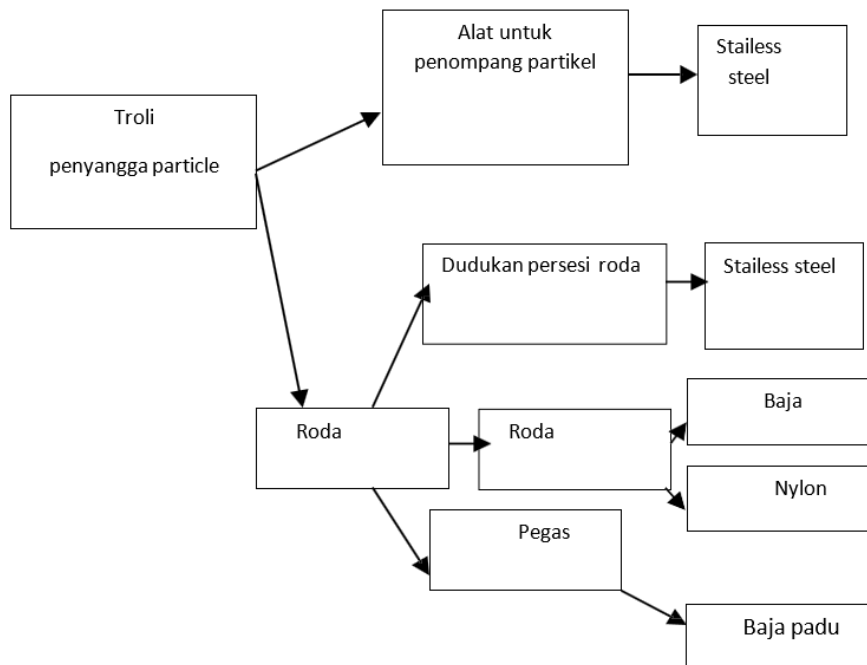 Troli
penyangga particle
Alat untuk
penompang partikel
Stailess
steel
Dudukan persesi roda
Stailess steel
Roda
Roda
Baja
Nylon
Pegas
Baja padu